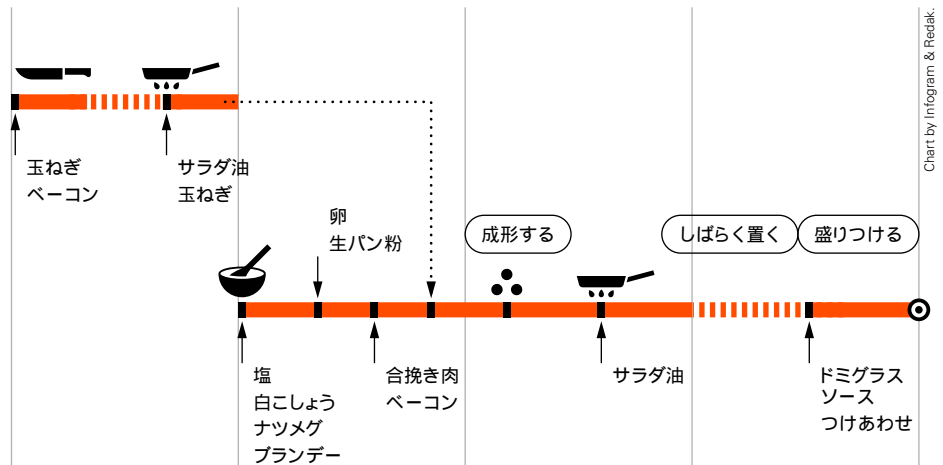 玉ねぎ
ベーコン
サラダ油
玉ねぎ
卵
生パン粉
成形する
しばらく置く
盛りつける
塩
白こしょう
ナツメグ
ブランデー
合挽き肉
ベーコン
サラダ油
ドミグラス
ソース
つけあわせ
Chart by Infogram & Redak.